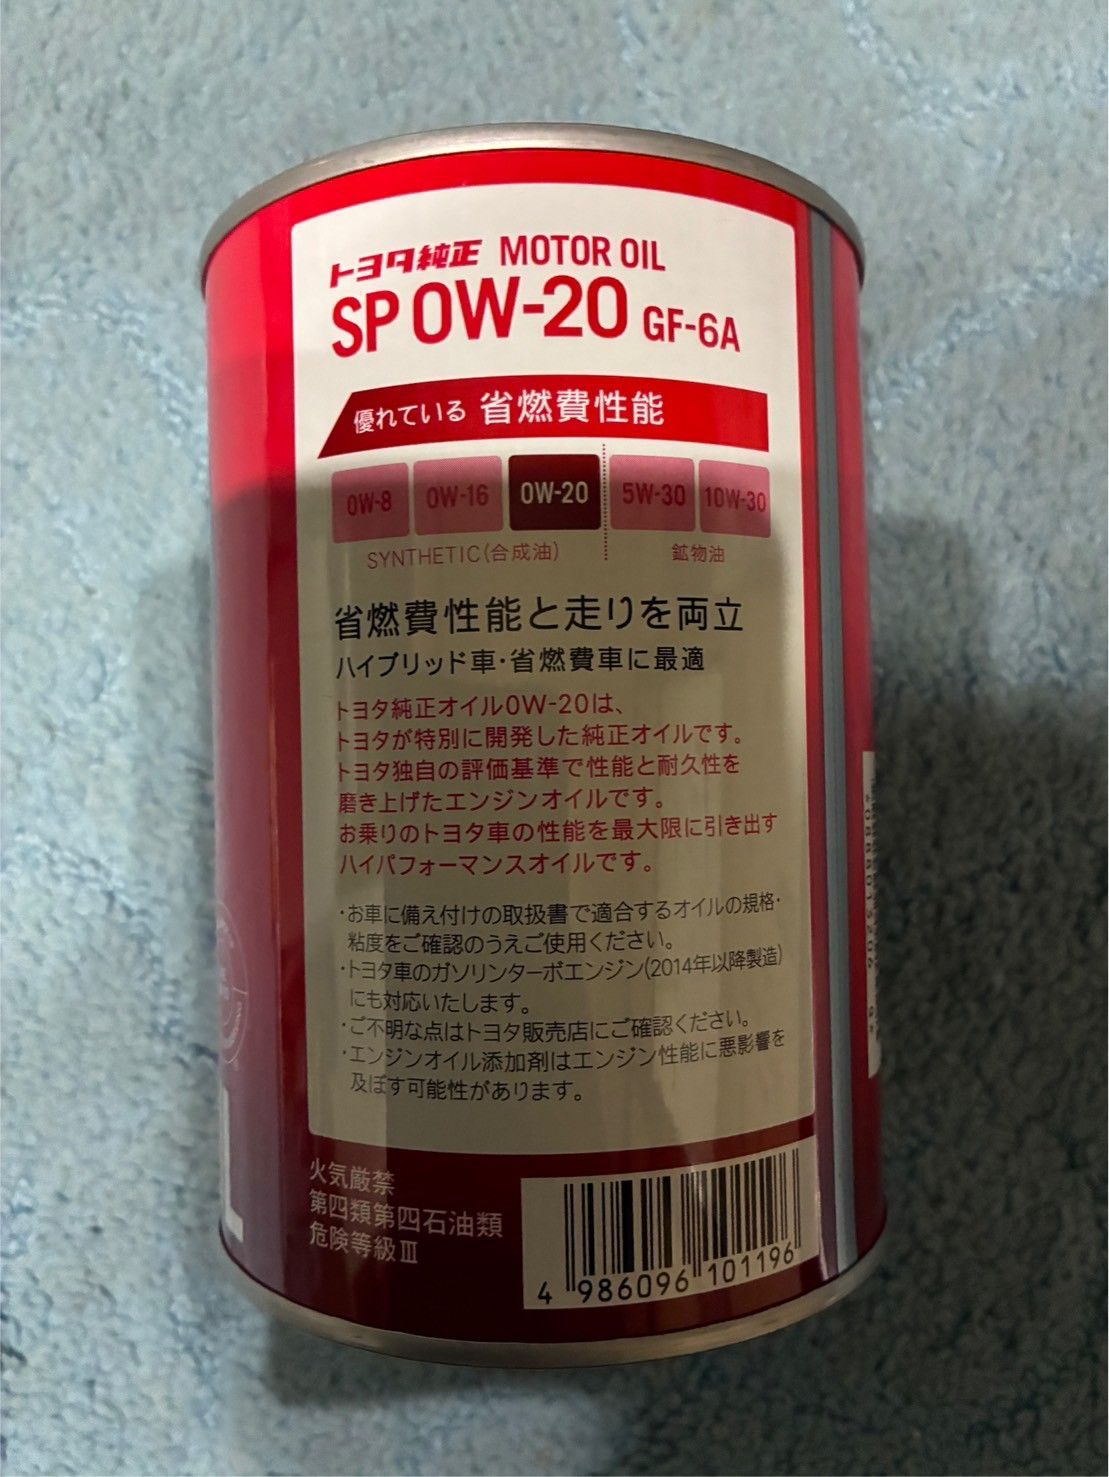 トヨタ純正 MOTOR OIL
SP 0W-20 GF-6A
優れている 省燃費性能
0W-8 0W-16 0W-20 5W-30 10W-30
SYNTHETIC(合成油) 鉱物油
省燃費性能と走りを両立
ハイブリッド車・省燃費車に最適
トヨタ純正オイル0W-20は、
トヨタが特別に開発した純正オイルです。
トヨタ独自の評価基準で性能と耐久性を
磨き上げたエンジンオイルです。
お乗りのトヨタ車の性能を最大限に引き出す
ハイパフォーマンスオイルです。
・お車に備え付けの取扱書で適合するオイルの規格・
粘度をご確認のうえご使用ください。
・トヨタ車のガソリンターボエンジン(2014年以降製造)
にも対応いたします。
・ご不明な点はトヨタ販売店にご確認ください。
・エンジンオイル添加剤はエンジン性能に悪影響を
及ぼす可能性があります。
火気厳禁
第四類第四石油類
危険等級Ⅲ
4 986096 101196